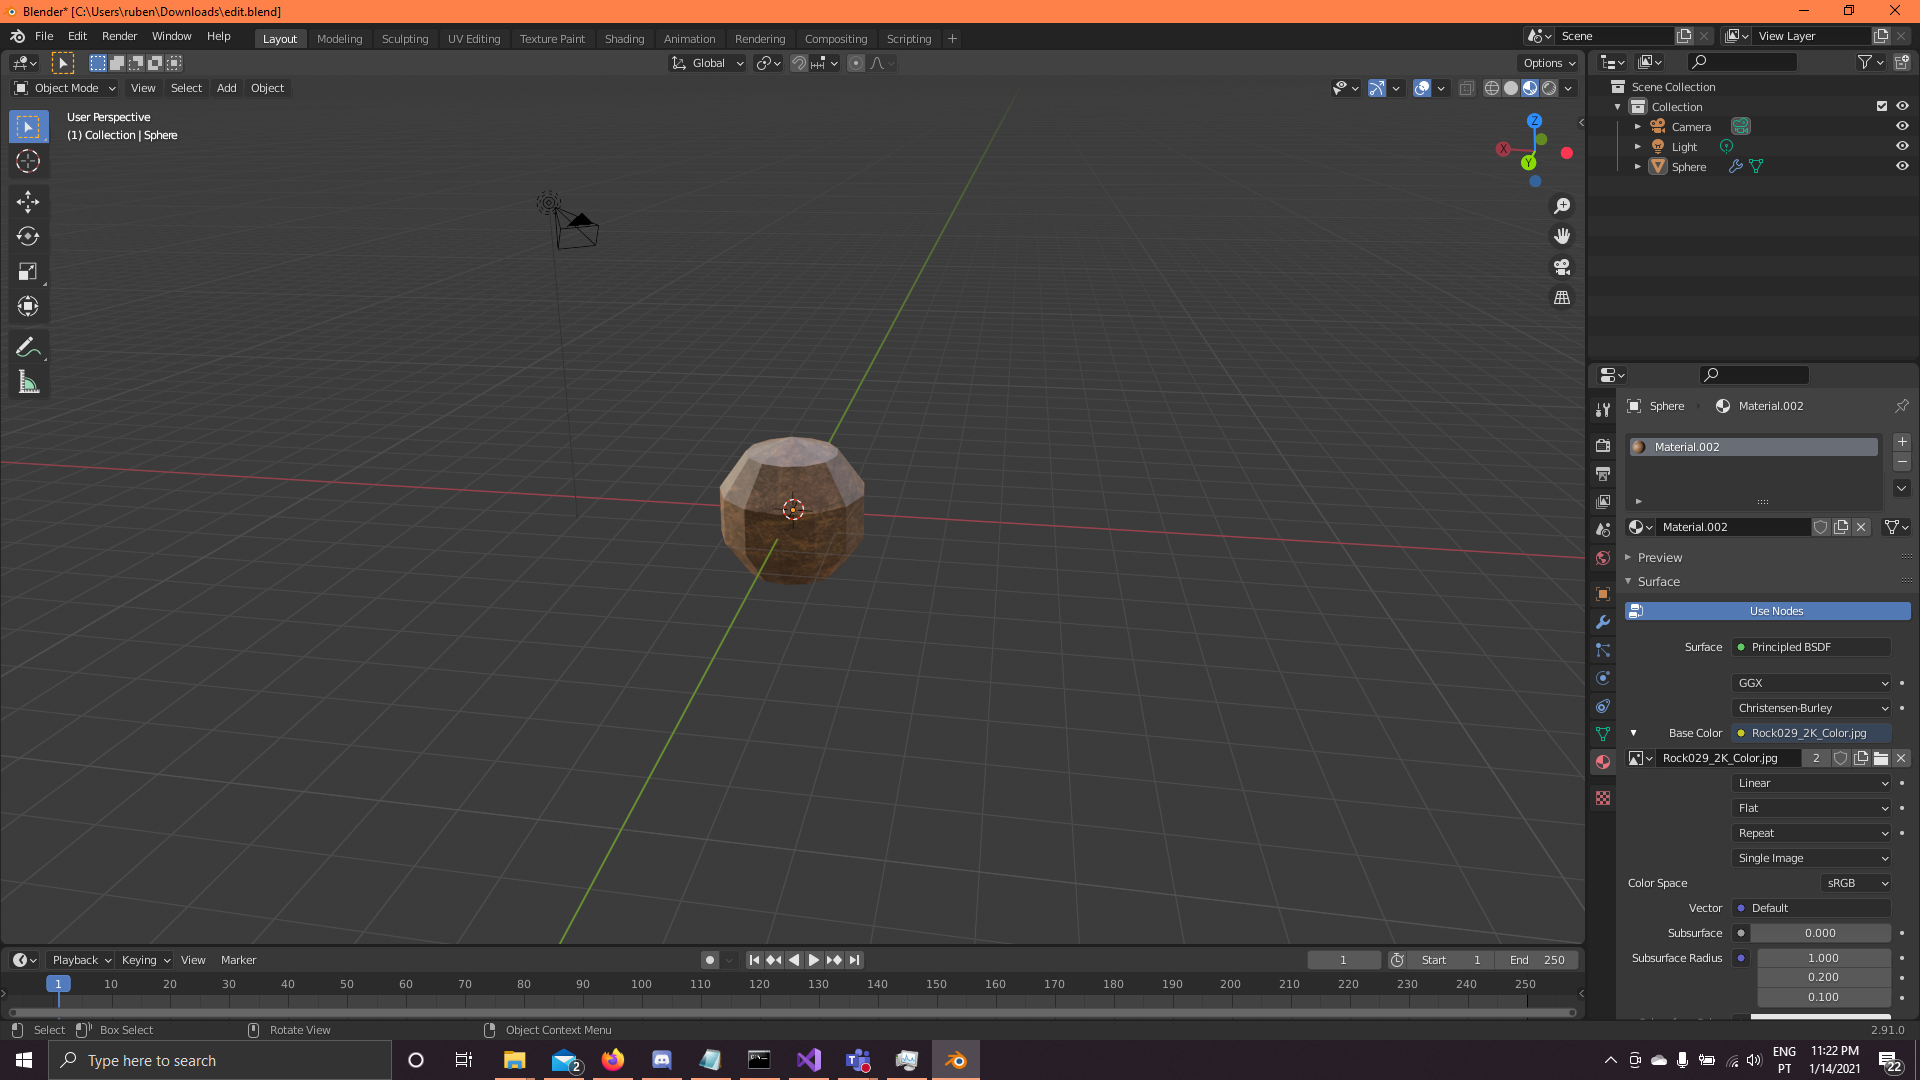 Blender* [C:\Users\ruben\Downloads\edit.blend]
File Edit Render Window Help Layout Modeling Sculpting UV Editing Texture Paint Shading Animation Rendering Compositing Scripting + Scene View Layer
Global Options
Object Mode View Select Add Object
User Perspective
(1) Collection | Sphere
Z
X
Y
Scene Collection
Collection
Camera
Light
Sphere
Sphere Material.002
Material.002
Material.002
Preview
Surface
Use Nodes
Surface Principled BSDF
GGX
Christensen-Burley
Base Color Rock029_2K_Color.jpg
Rock029_2K_Color.jpg 2
Linear
Flat
Repeat
Single Image
Color Space sRGB
Vector Default
Subsurface 0.000
Subsurface Radius 1.000
0.200
0.100
Playback Keying View Marker 1 Start 1 End 250
1 10 20 30 40 50 60 70 80 90 100 110 120 130 140 150 160 170 180 190 200 210 220 230 240 250
Select Box Select Rotate View Object Context Menu 2.91.0
Type here to search
2
ENG
PT
11:22 PM
1/14/2021
22